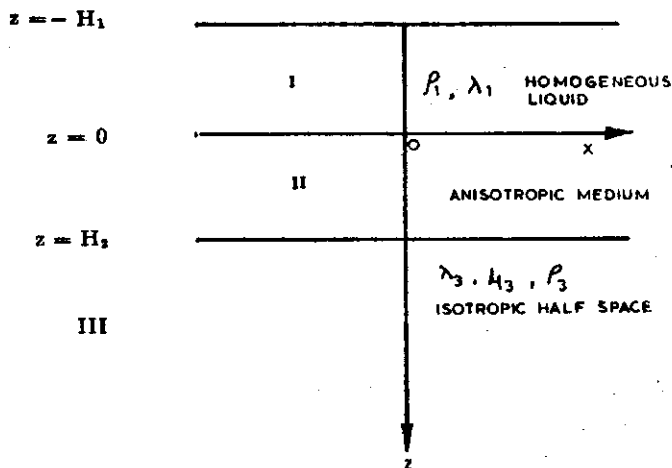 z = − H₁
I
ρ₁, λ₁ HOMOGENEOUS
LIQUID
z = 0
O
X
II
ANISOTROPIC MEDIUM
z = H₂
λ₃, μ₃, ρ₃
ISOTROPIC HALF SPACE
III
z